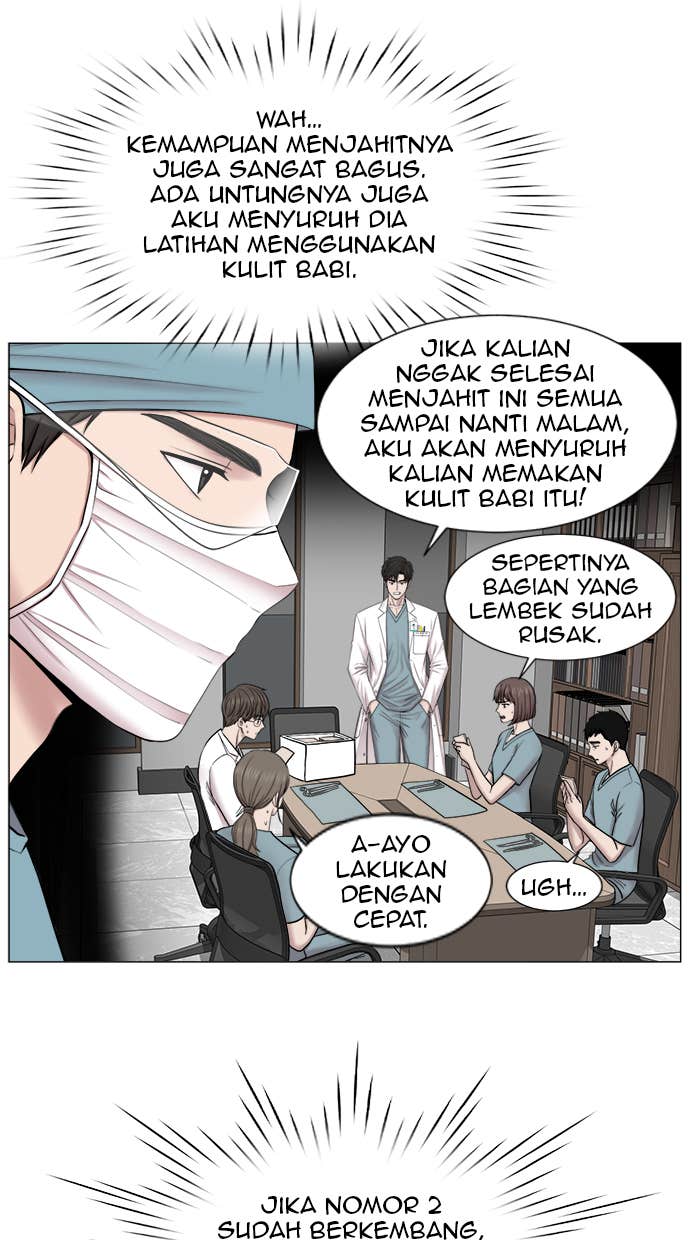 WAH...
KEMAMPUAN MENJAHITNYA
JUGA SANGAT BAGUS.
ADA UNTUNGNYA JUGA
AKU MENYURUH DIA
LATIHAN MENGGUNAKAN
KULIT BABI.
JIKA KALIAN
NGGAK SELESAI
MENJAHIT INI SEMUA
SAMPAI NANTI MALAM,
AKU AKAN MENYURUH
KALIAN MEMAKAN
KULIT BABI ITU!
SEPERTINYA
BAGIAN YANG
LEMBEK SUDAH
RUSAK.
A-AYO
LAKUKAN
DENGAN
CEPAT.
UGH...
JIKA NOMOR 2
SUDAH BERKEMBANG,